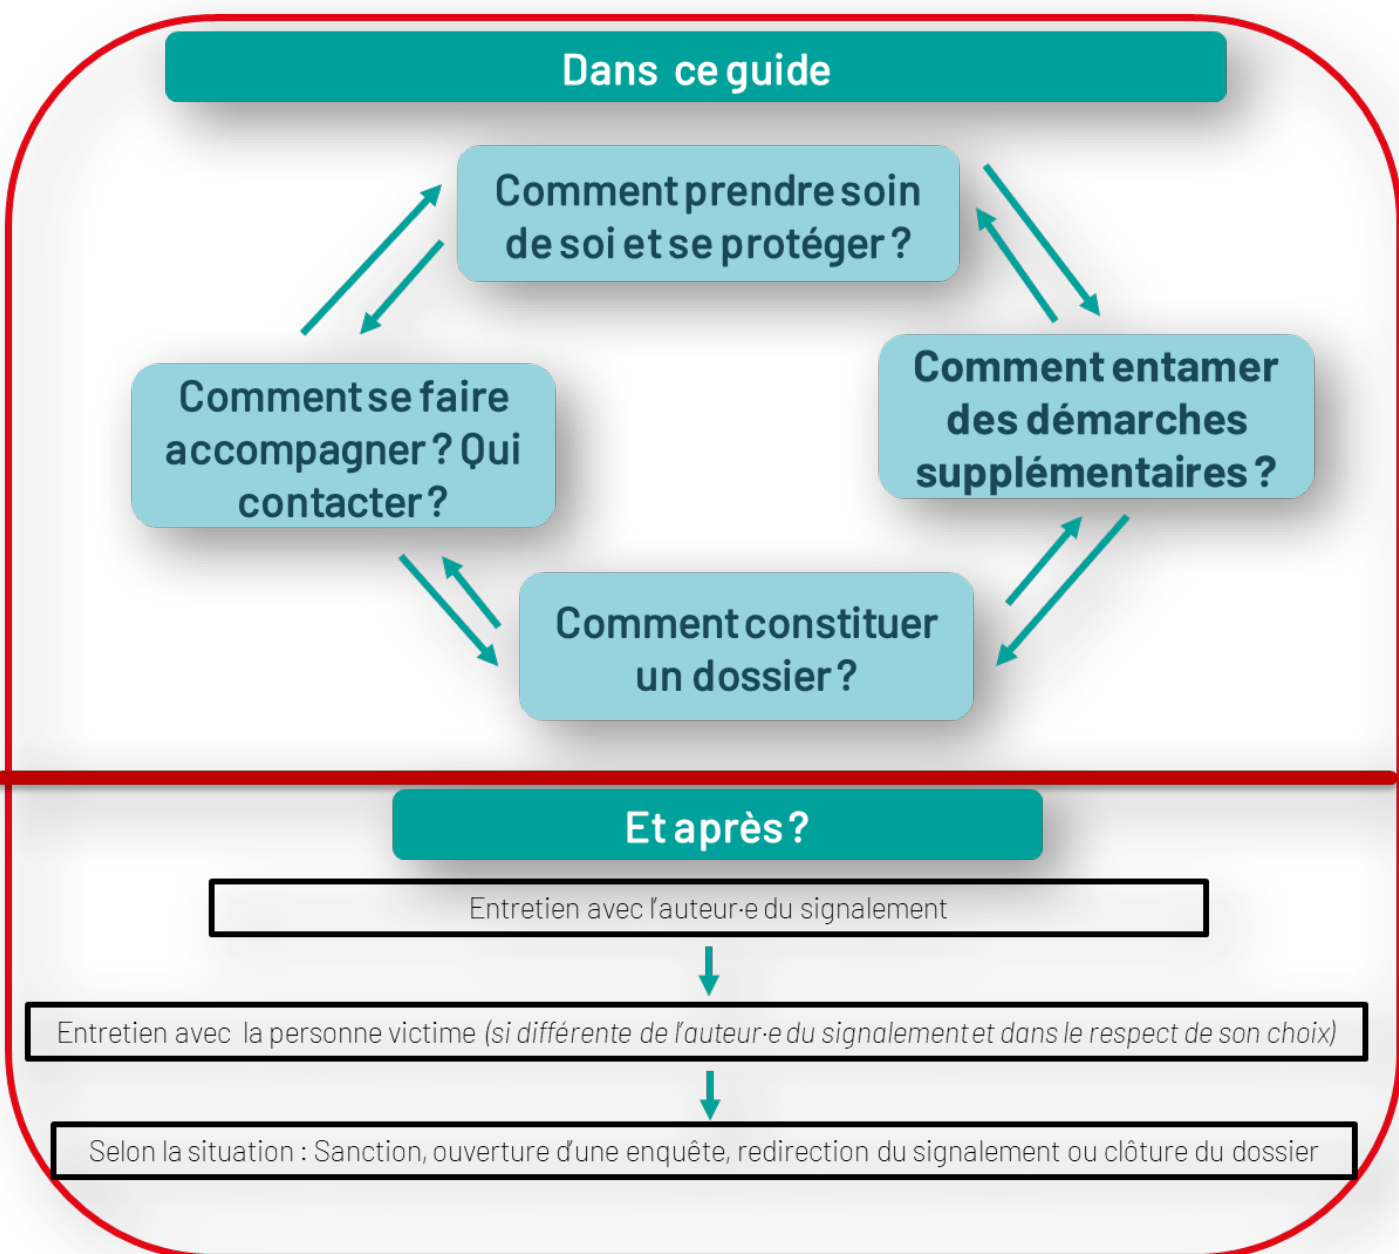 Dans ce guide
Comment prendre soin
de soi et se protéger ?
Comment se faire
accompagner ? Qui
contacter ?
Comment entamer
des démarches
supplémentaires ?
Comment constituer
un dossier ?
Et après ?
Entretien avec l'auteur·e du signalement
Entretien avec la personne victime (si différente de l'auteur·e du signalement et dans le respect de son choix)
Selon la situation : Sanction, ouverture d'une enquête, redirection du signalement ou clôture du dossier